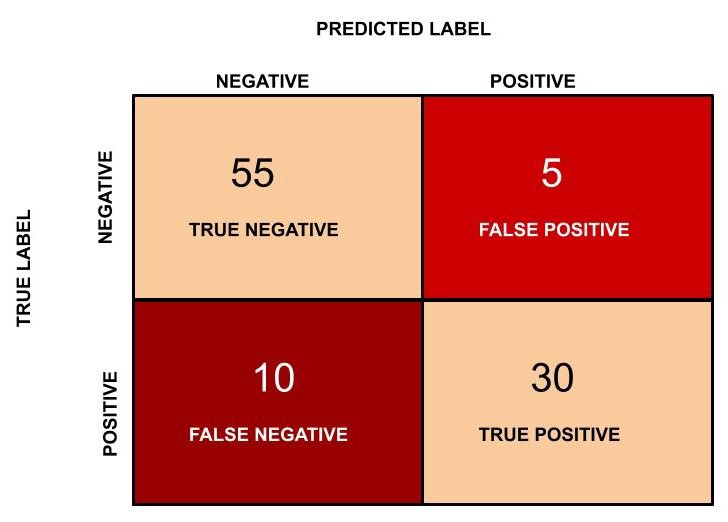 PREDICTED LABEL
NEGATIVE
POSITIVE
TRUE LABEL
NEGATIVE
55
TRUE NEGATIVE
5
FALSE POSITIVE
POSITIVE
10
FALSE NEGATIVE
30
TRUE POSITIVE